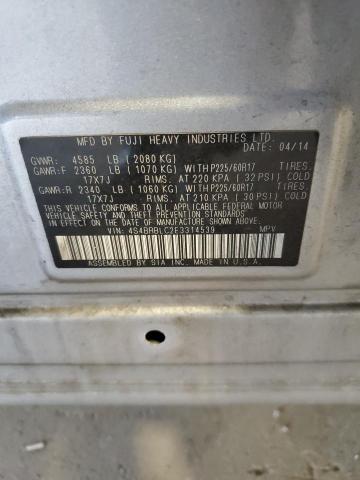 MFD BY FUJI HEAVY INDUSTRIES LTD.
DATE: 04/14
GVWR: 4585 LB ( 2080 KG)
GAWR:F 2360 LB ( 1070 KG) WITH P225/60R17 TIRES.
17X7J RIMS. AT 220 KPA ( 32 PSI) COLD
GAWR:R 2340 LB ( 1060 KG) WITH P225/60R17 TIRES.
17X7J RIMS. AT 210 KPA ( 30 PSI) COLD
THIS VEHICLE CONFORMS TO ALL APPLICABLE FEDERAL MOTOR
VEHICLE SAFETY, BUMPER, AND THEFT PREVENTION STANDARDS
IN EFFECT ON THE DATE OF MANUFACTURE SHOWN ABOVE.
VIN: 4S4BRBLC2E3314539 MPV
ASSEMBLED BY SIA INC. MADE IN U.S.A.